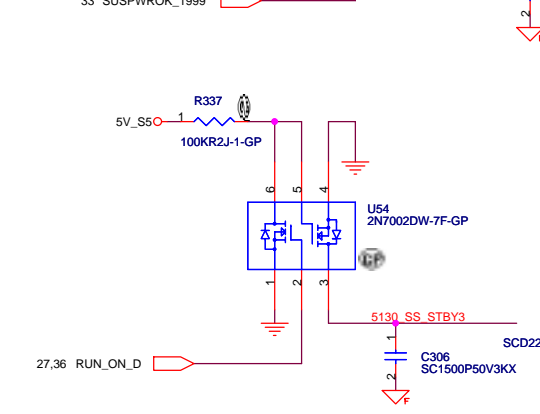 33 SUSPWROK_1999
2
R337
5V_S5
1
100KR2J-1-GP
6
5
4
U54
2N7002DW-7F-GP
GP
1
2
3
5130_SS_STBY3
1
SCD22
27,36 RUN_ON_D
C306
SC1500P50V3KX
2